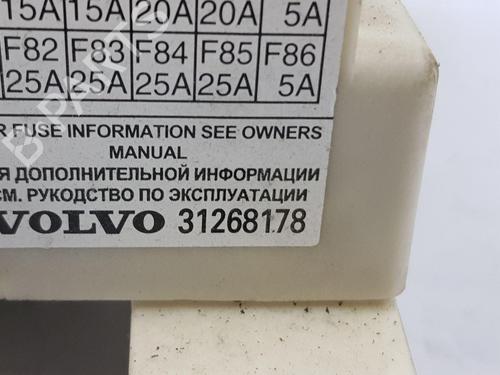 15A 15A 20A 20A 5A
F82 F83 F84 F85 F86
25A 25A 25A 25A 5A
R FUSE INFORMATION SEE OWNERS
MANUAL
Я ДОПОЛНИТЕЛЬНОЙ ИНФОРМАЦИИ
СМ. РУКОВОДСТВО ПО ЭКСПЛУАТАЦИИ
VOLVO 31268178